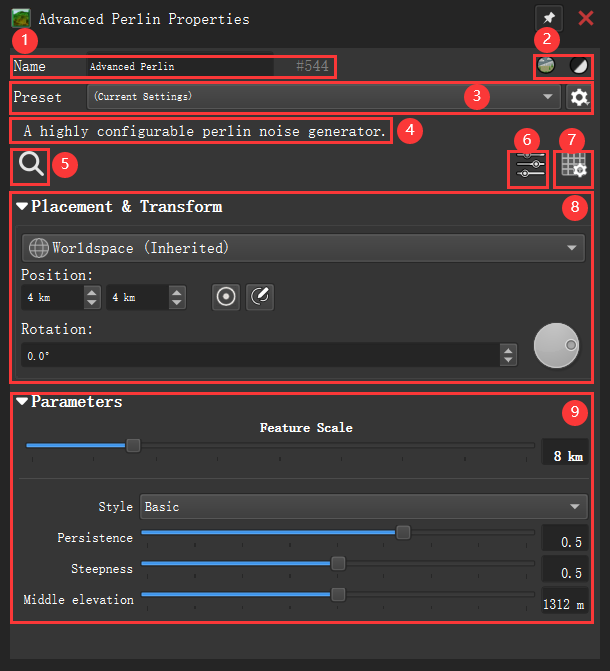 Advanced Perlin Properties
1
2
Name Advanced Perlin #544
Preset (Current Settings) 3
A highly configurable perlin noise generator. 4
5 6 7
Placement & Transform 8
Worldspace (Inherited)
Position:
4 km 4 km
Rotation:
0.0°
Parameters 9
Feature Scale
8 km
Style Basic
Persistence 0.5
Steepness 0.5
Middle elevation 1312 m